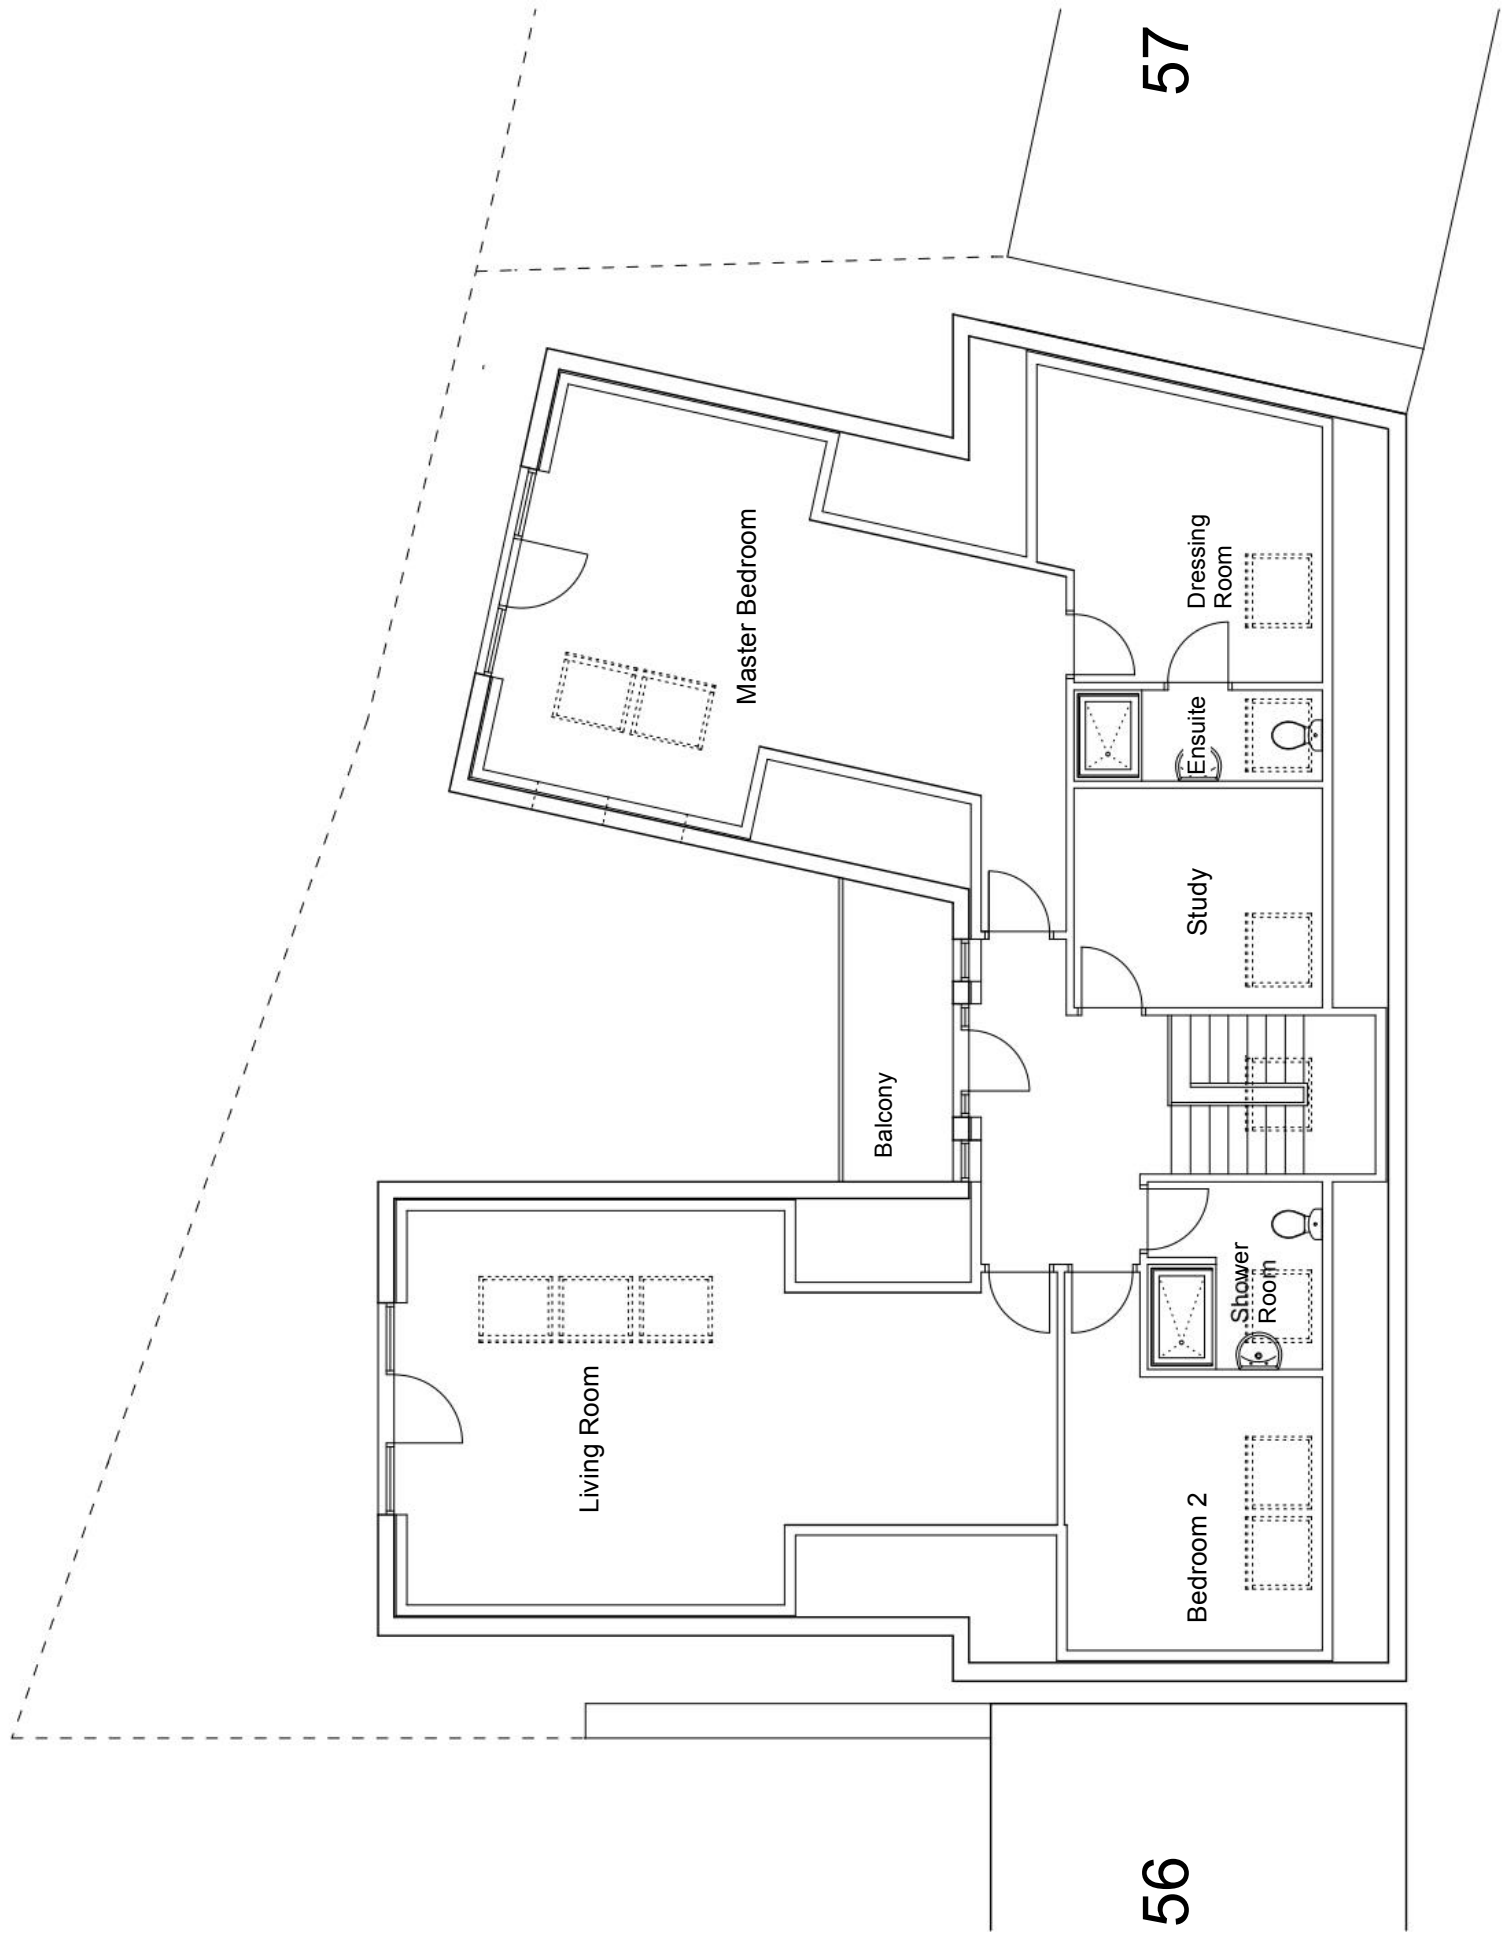 57
Master Bedroom
Dressing
Room
Ensuite
Study
Balcony
Living Room
Shower
Room
Bedroom 2
56